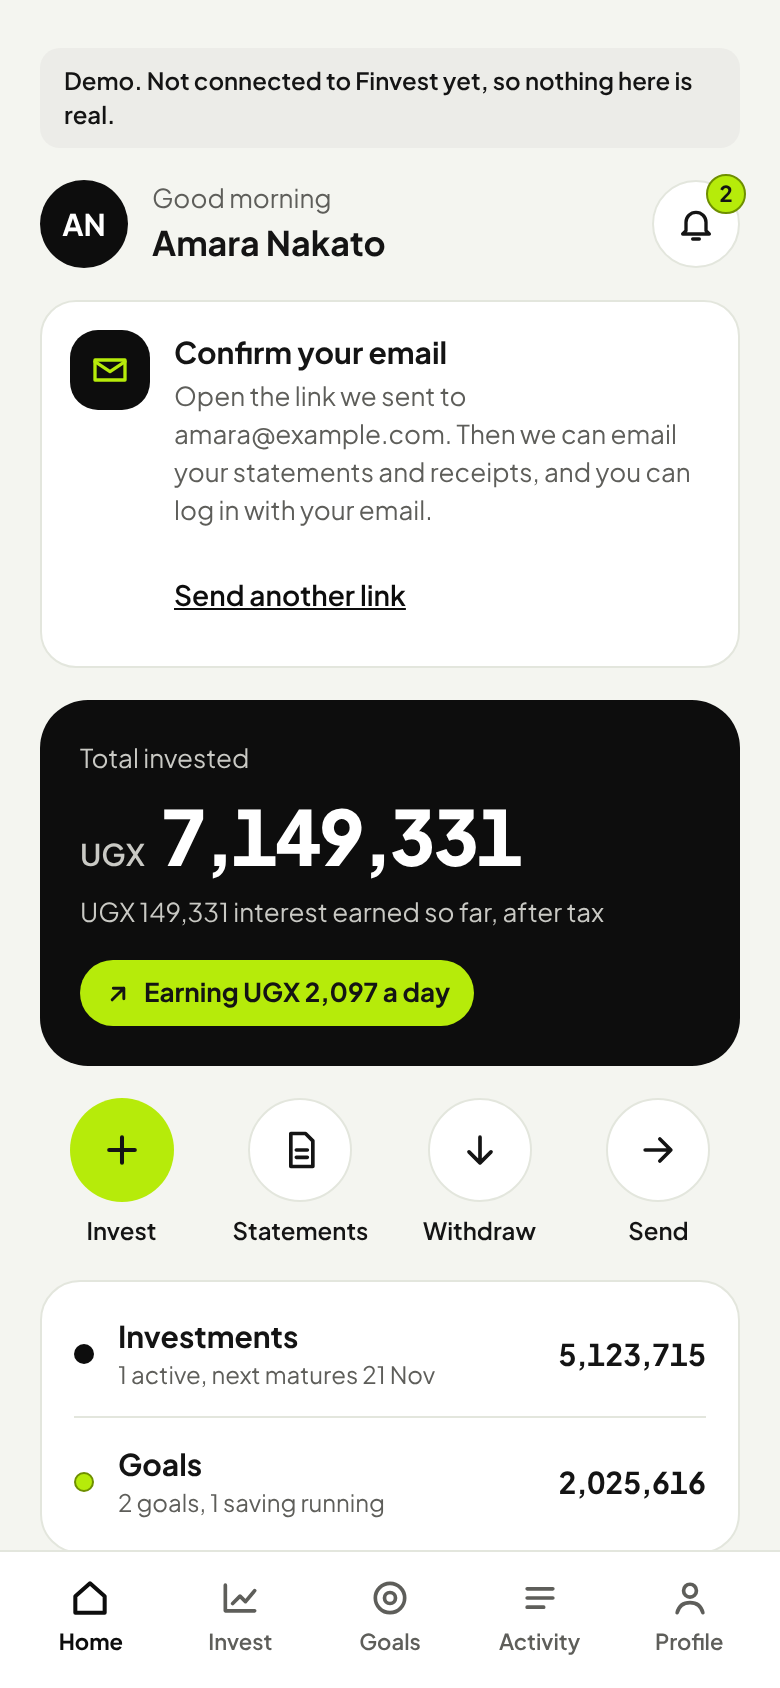 Demo. Not connected to Finvest yet, so nothing here is
real.
AN
Good morning
Amara Nakato
2
Confirm your email
Open the link we sent to
amara@example.com. Then we can email
your statements and receipts, and you can
log in with your email.
Send another link
Total invested
UGX 7,149,331
UGX 149,331 interest earned so far, after tax
Earning UGX 2,097 a day
Invest
Statements
Withdraw
Send
Investments
1 active, next matures 21 Nov
5,123,715
Goals
2 goals, 1 saving running
2,025,616
Home
Invest
Goals
Activity
Profile